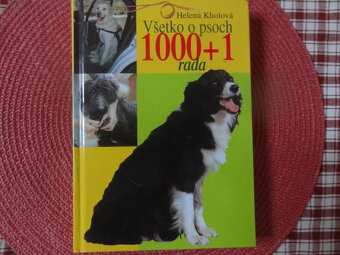 Helena Kholová
Všetko o psoch
1000+1
rada